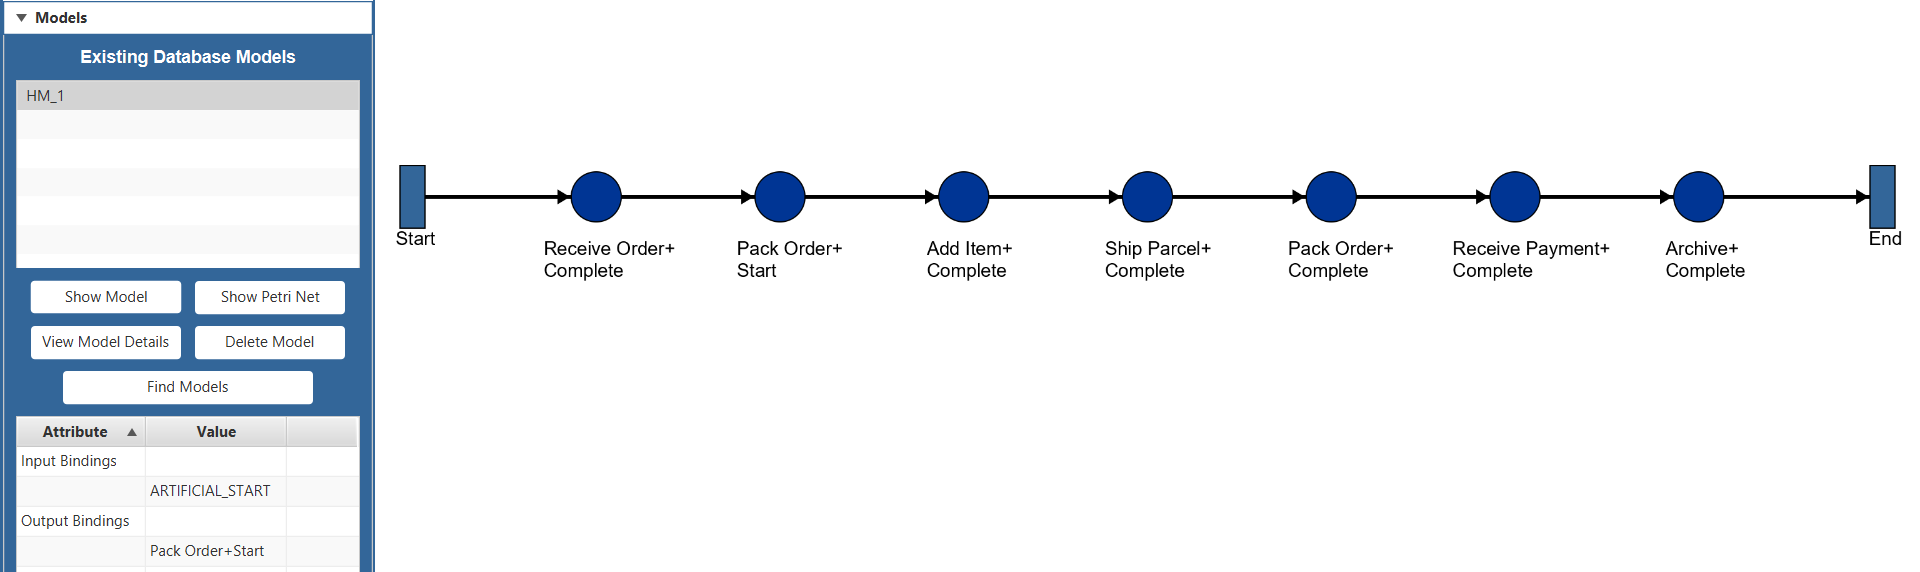 Models
Existing Database Models
HM_1
Show Model
Show Petri Net
View Model Details
Delete Model
Find Models
Attribute Value
Input Bindings
ARTIFICIAL_START
Output Bindings
Pack Order+Start
Start
Receive Order+
Complete
Pack Order+
Start
Add Item+
Complete
Ship Parcel+
Complete
Pack Order+
Complete
Receive Payment+
Complete
Archive+
Complete
End